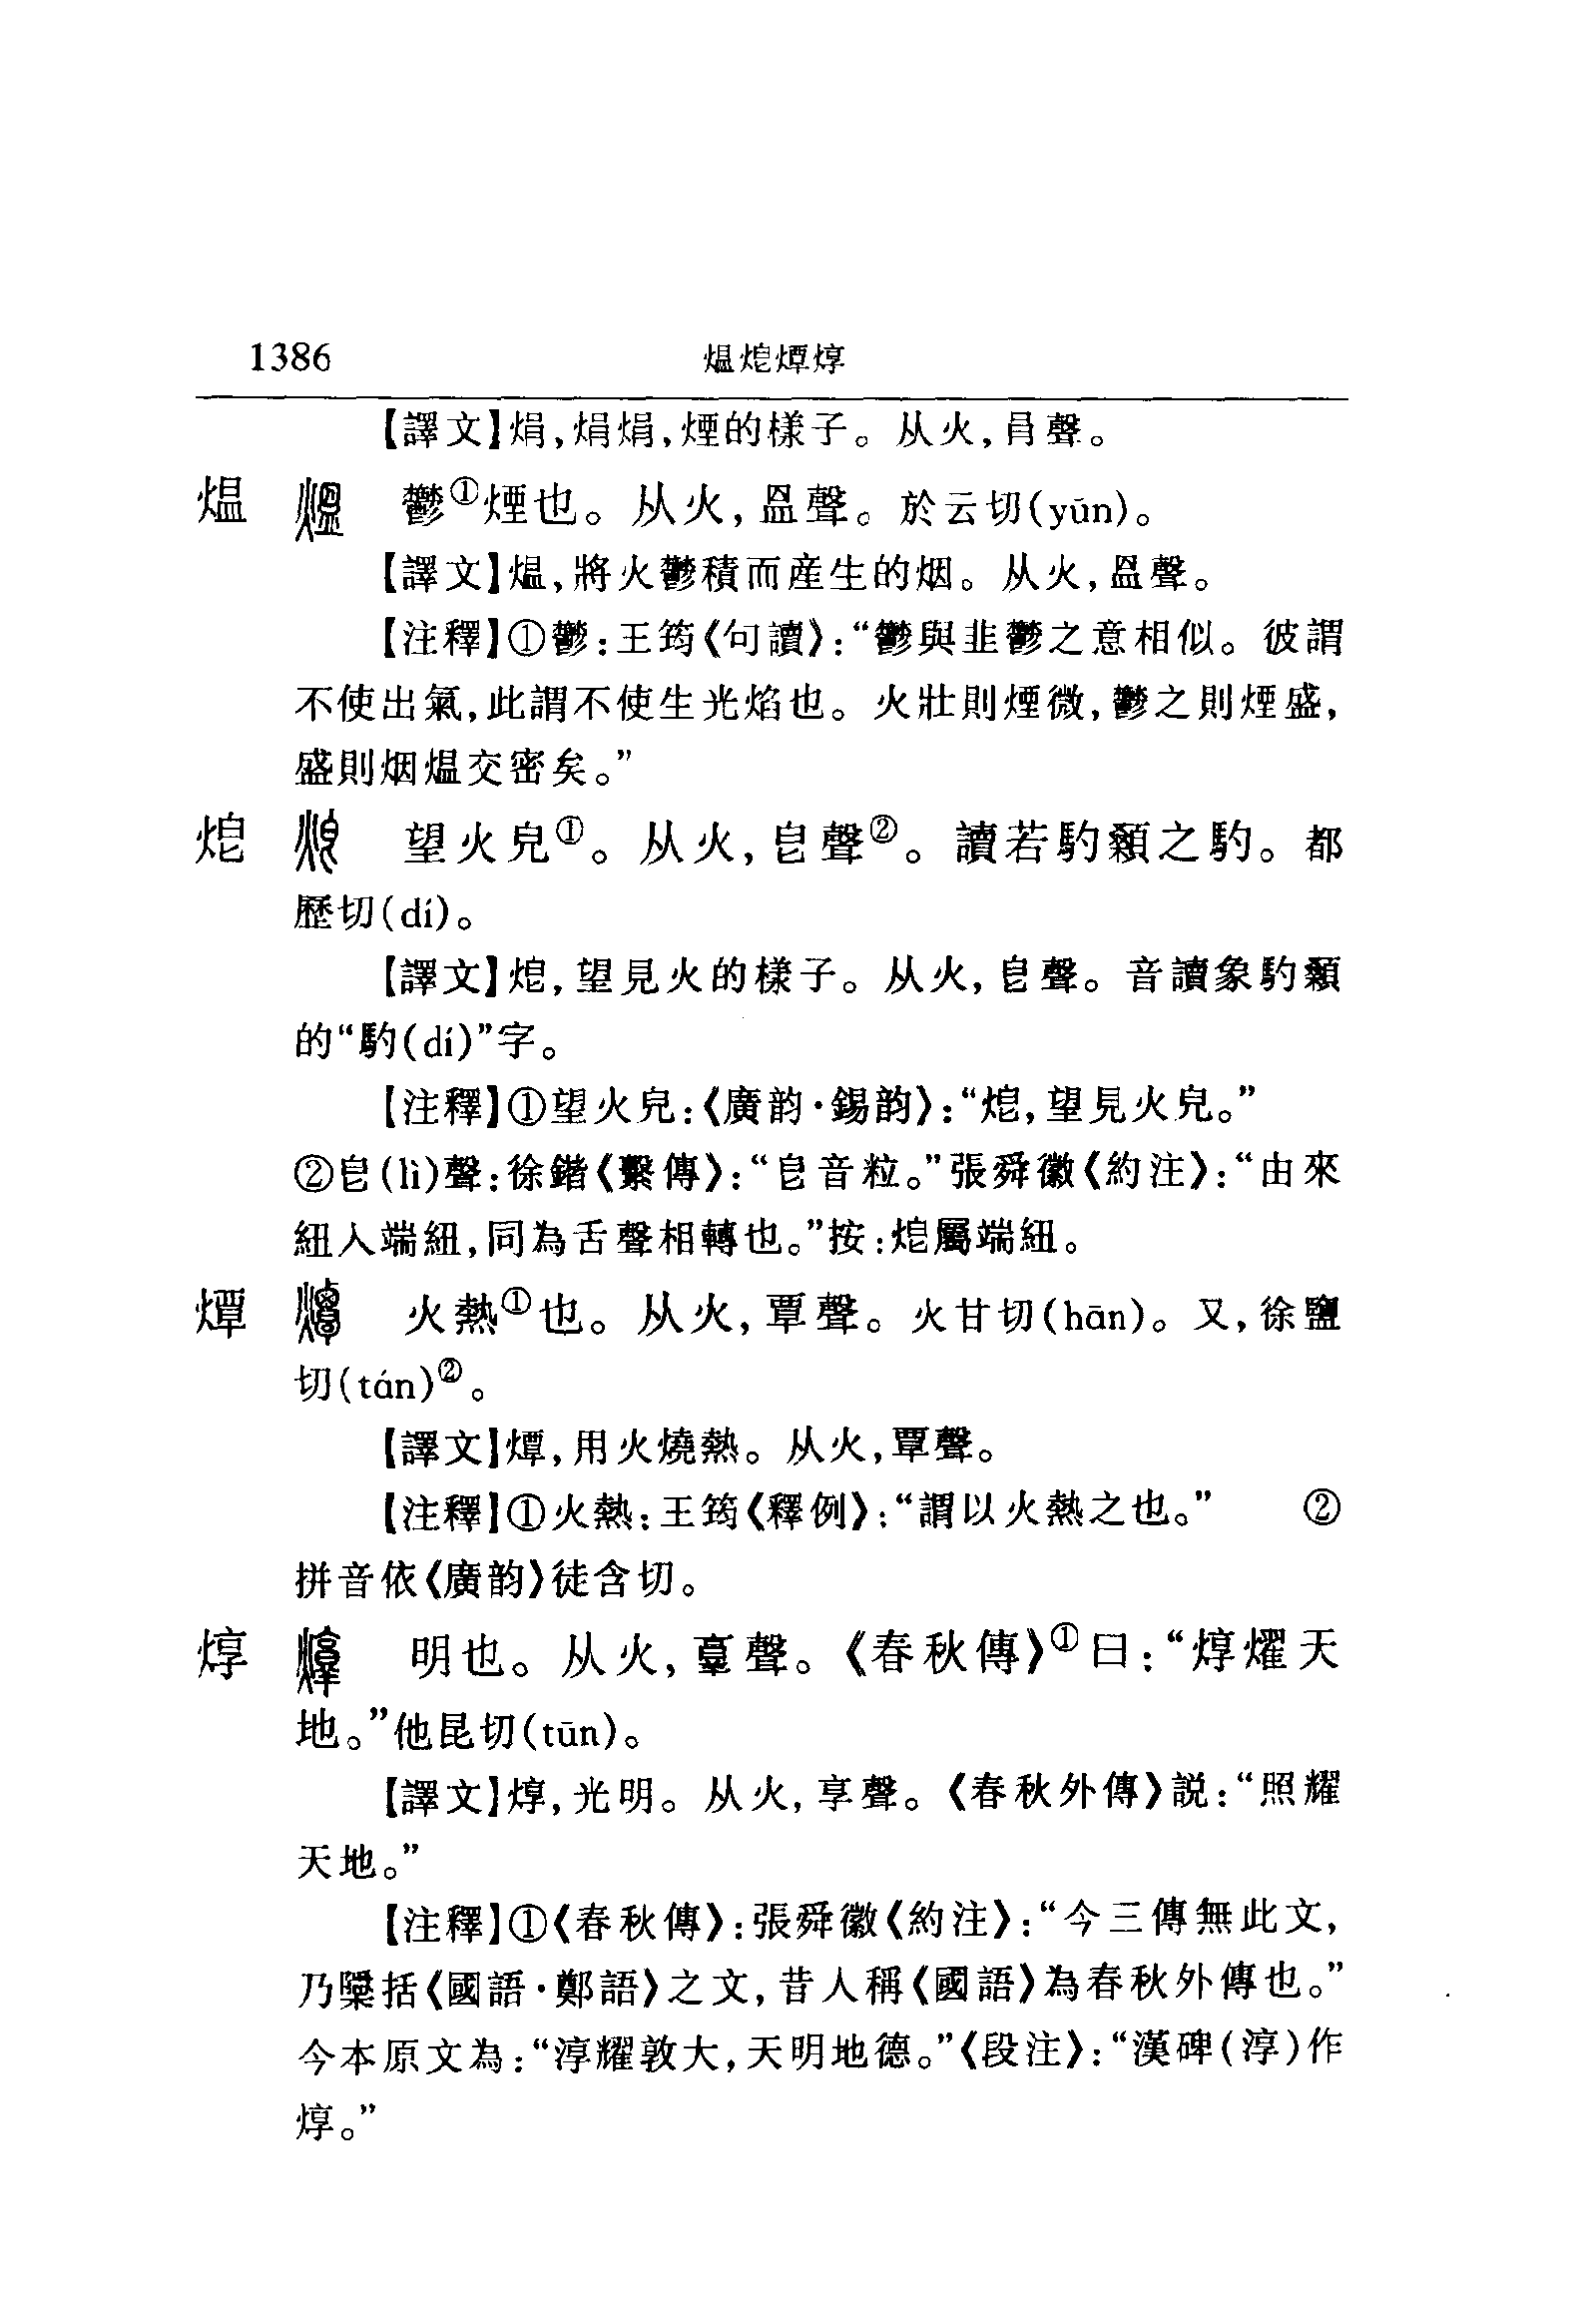 1386 熅炮燂焞
【譯文】焆,焆焆,煙的樣子。从火,肙聲。
熅 鬱①煙也。从火,𥁕聲。於云切(yūn)。
【譯文】熅,將火鬱積而産生的烟。从火,𥁕聲。
【注釋】①鬱:王筠《句讀》:“鬱與韭鬱之意相似。彼謂
不使出氣,此謂不使生光焰也。火壯則煙微,鬱之則煙盛,
盛則烟熅交密矣。”
㷎 望火皃①。从火,皀聲②。讀若馰顙之馰。都
歷切(dí)。
【譯文】㷎,望見火的樣子。从火,皀聲。音讀象馰顙
的“馰(dí)”字。
【注釋】①望火皃:《廣韵·錫韵》:“㷎,望見火皃。”
②皀(lì)聲:徐鍇《繫傳》:“皀音粒。”張舜徽《約注》:“由來
紐入端紐,同為舌聲相轉也。”按:㷎屬端紐。
燂 火熱①也。从火,覃聲。火甘切(hān)。又,徐鹽
切(tán)②。
【譯文】燂,用火燒熱。从火,覃聲。
【注釋】①火熱:王筠《釋例》:“謂以火熱之也。” ②
拼音依《廣韵》徒含切。
焞 明也。从火,𦎫聲。《春秋傳》①曰:“焞燿天
地。”他昆切(tūn)。
【譯文】焞,光明。从火,享聲。《春秋外傳》説:“照耀
天地。”
【注釋】①《春秋傳》:張舜徽《約注》:“今三傳無此文,
乃檃括《國語·鄭語》之文,昔人稱《國語》為春秋外傳也。”
今本原文為:“淳耀敦大,天明地德。”《段注》:“漢碑(淳)作
焞。”